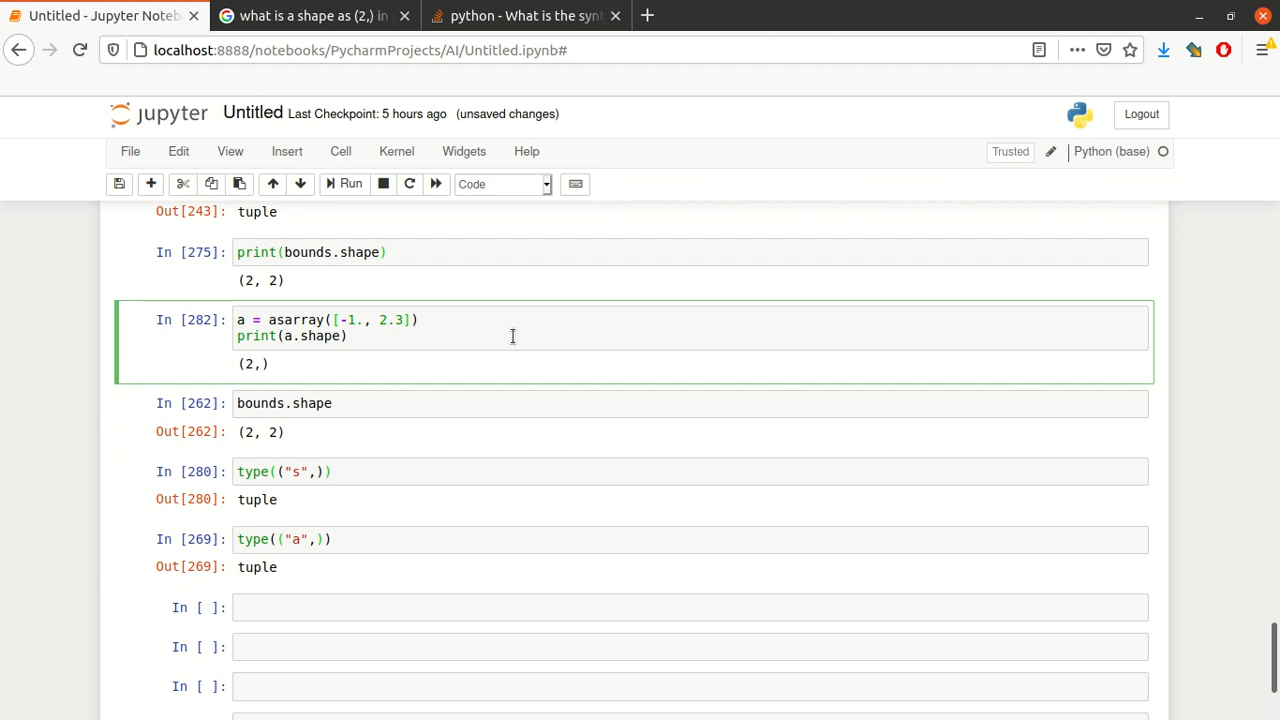 Untitled - Jupyter Noteb
what is a shape as (2,) in
python - What is the syn
localhost:8888/notebooks/PycharmProjects/AI/Untitled.ipynb#
jupyter Untitled Last Checkpoint: 5 hours ago (unsaved changes)
Logout
File Edit View Insert Cell Kernel Widgets Help
Trusted Python (base)
Run Code
Out[243]: tuple
In [275]: print(bounds.shape)
(2, 2)
In [282]: a = asarray([-1., 2.3])
print(a.shape)
(2,)
In [262]: bounds.shape
Out[262]: (2, 2)
In [280]: type(("s",))
Out[280]: tuple
In [269]: type(("a",))
Out[269]: tuple
In [ ]:
In [ ]:
In [ ]: